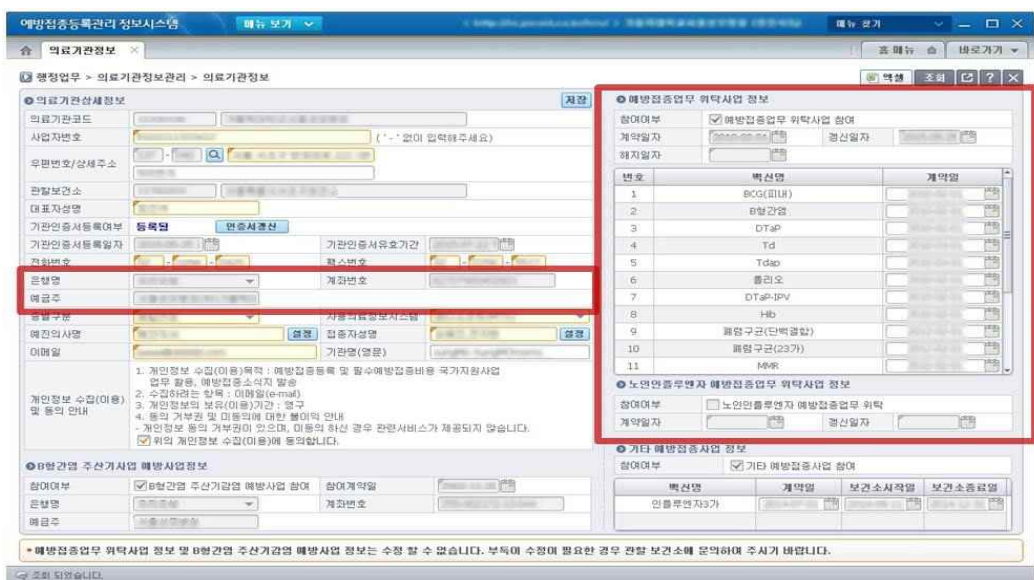 예방접종등록관리 정보시스템
메뉴 보기
메뉴 찾기
의료기관정보 ×
홈 메뉴
바로가기
행정업무 > 의료기관정보관리 > 의료기관정보
엑셀 조회 ? X
의료기관상세정보 저장
의료기관코드
사업자번호 ( '-' 없이 입력해주세요)
우편번호/상세주소
관할보건소
대표자성명
기관인증서등록여부 등록됨 인증서갱신
기관인증서등록일자 기관인증서유효기간
전화번호 팩스번호
은행명 계좌번호
예금주
종별구분 사용의료정보시스템
예진의사명 설정 접종자성명 설정
이메일 기관명(영문)
개인정보 수집(이용) 및 동의 안내
1. 개인정보 수집(이용)목적 : 예방접종등록 및 필수예방접종비용 국가지원사업
업무 활용, 예방접종소식지 발송
2. 수집하려는 항목 : 이메일(e-mail)
3. 개인정보의 보유(이용)기간 : 영구
4. 동의 거부권 및 미동의에 대한 불이익 안내
- 개인정보 동의 거부권이 있으며, 미동의 하신 경우 관련서비스가 제공되지 않습니다.
위의 개인정보 수집(이용)에 동의합니다.
B형간염 주산기사업 예방사업정보
참여여부 B형간염 주산기감염 예방사업 참여 참여계약일
은행명 계좌번호
예금주
예방접종업무 위탁사업 정보
참여여부 예방접종업무 위탁사업 참여
계약일자 갱신일자
해지일자
번호 백신명 계약일
1 BCG(피내)
2 B형간염
3 DTaP
4 Td
5 Tdap
6 폴리오
7 DTaP-IPV
8 Hib
9 폐렴구균(단백결합)
10 폐렴구균(23가)
11 MMR
노인인플루엔자 예방접종업무 위탁사업 정보
참여여부 노인인플루엔자 예방접종업무 위탁
계약일자 갱신일자
기타 예방접종사업 정보
참여여부 기타 예방접종사업 참여
백신명 계약일 보건소시작일 보건소종료일
인플루엔자3가
* 예방접종업무 위탁사업 정보 및 B형간염 주산기감염 예방사업 정보는 수정 할 수 없습니다. 부득이 수정이 필요한 경우 관할 보건소에 문의하여 주시기 바랍니다.
조회 되었습니다.